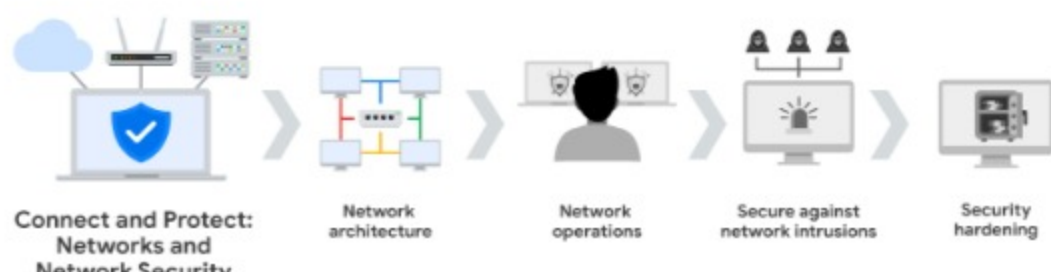 Connect and Protect:
Networks and
Network Security
Network
architecture
Network
operations
Secure against
network intrusions
Security
hardening